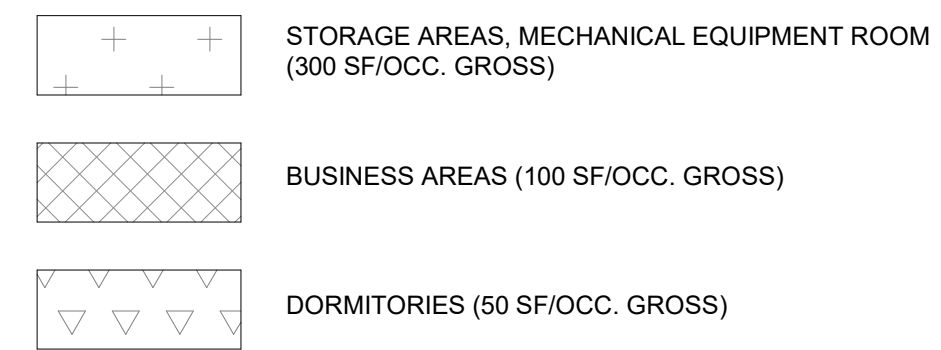 STORAGE AREAS, MECHANICAL EQUIPMENT ROOM
(300 SF/OCC. GROSS)
BUSINESS AREAS (100 SF/OCC. GROSS)
DORMITORIES (50 SF/OCC. GROSS)